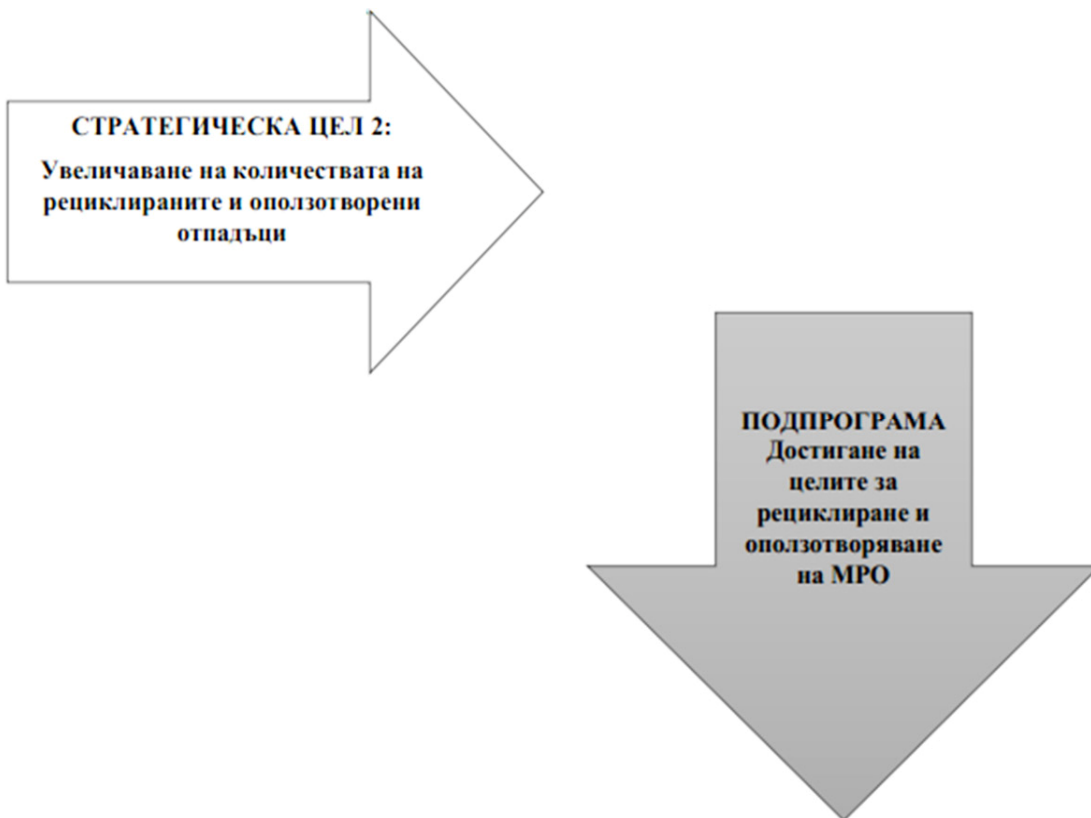 СТРАТЕГИЧЕСКА ЦЕЛ 2:
Увеличаване на количествата на
рециклираните и оползотворени
отпадъци
ПОДПРОГРАМА
Достигане на
целите за
рециклиране и
оползотворяване
на МРО